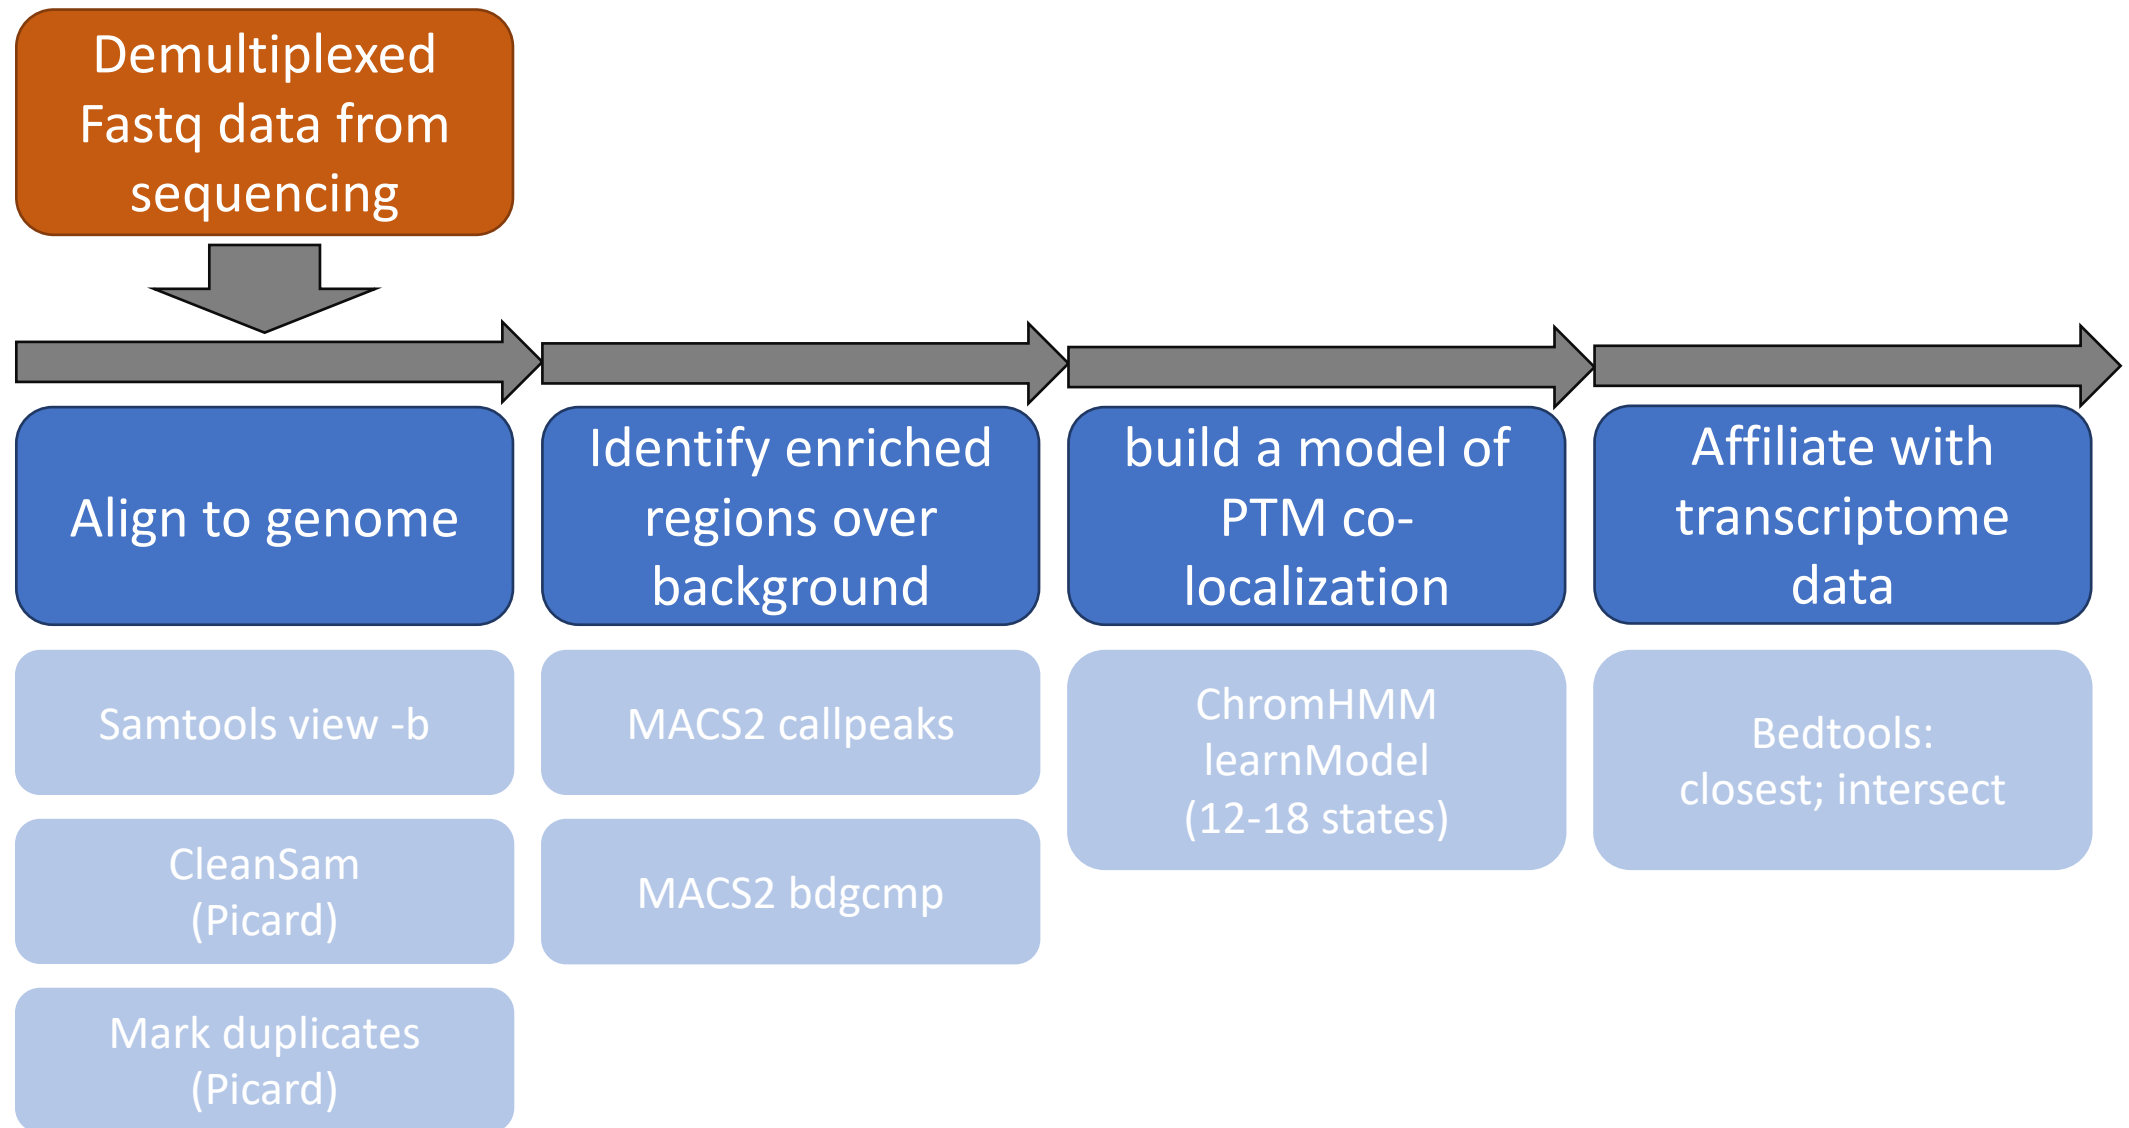 Demultiplexed
Fastq data from
sequencing
Align to genome
Identify enriched
regions over
background
build a model of
PTM co-
localization
Affiliate with
transcriptome
data
Samtools view -b
MACS2 callpeaks
ChromHMM
learnModel
(12-18 states)
Bedtools:
closest; intersect
CleanSam
(Picard)
MACS2 bdgcmp
Mark duplicates
(Picard)